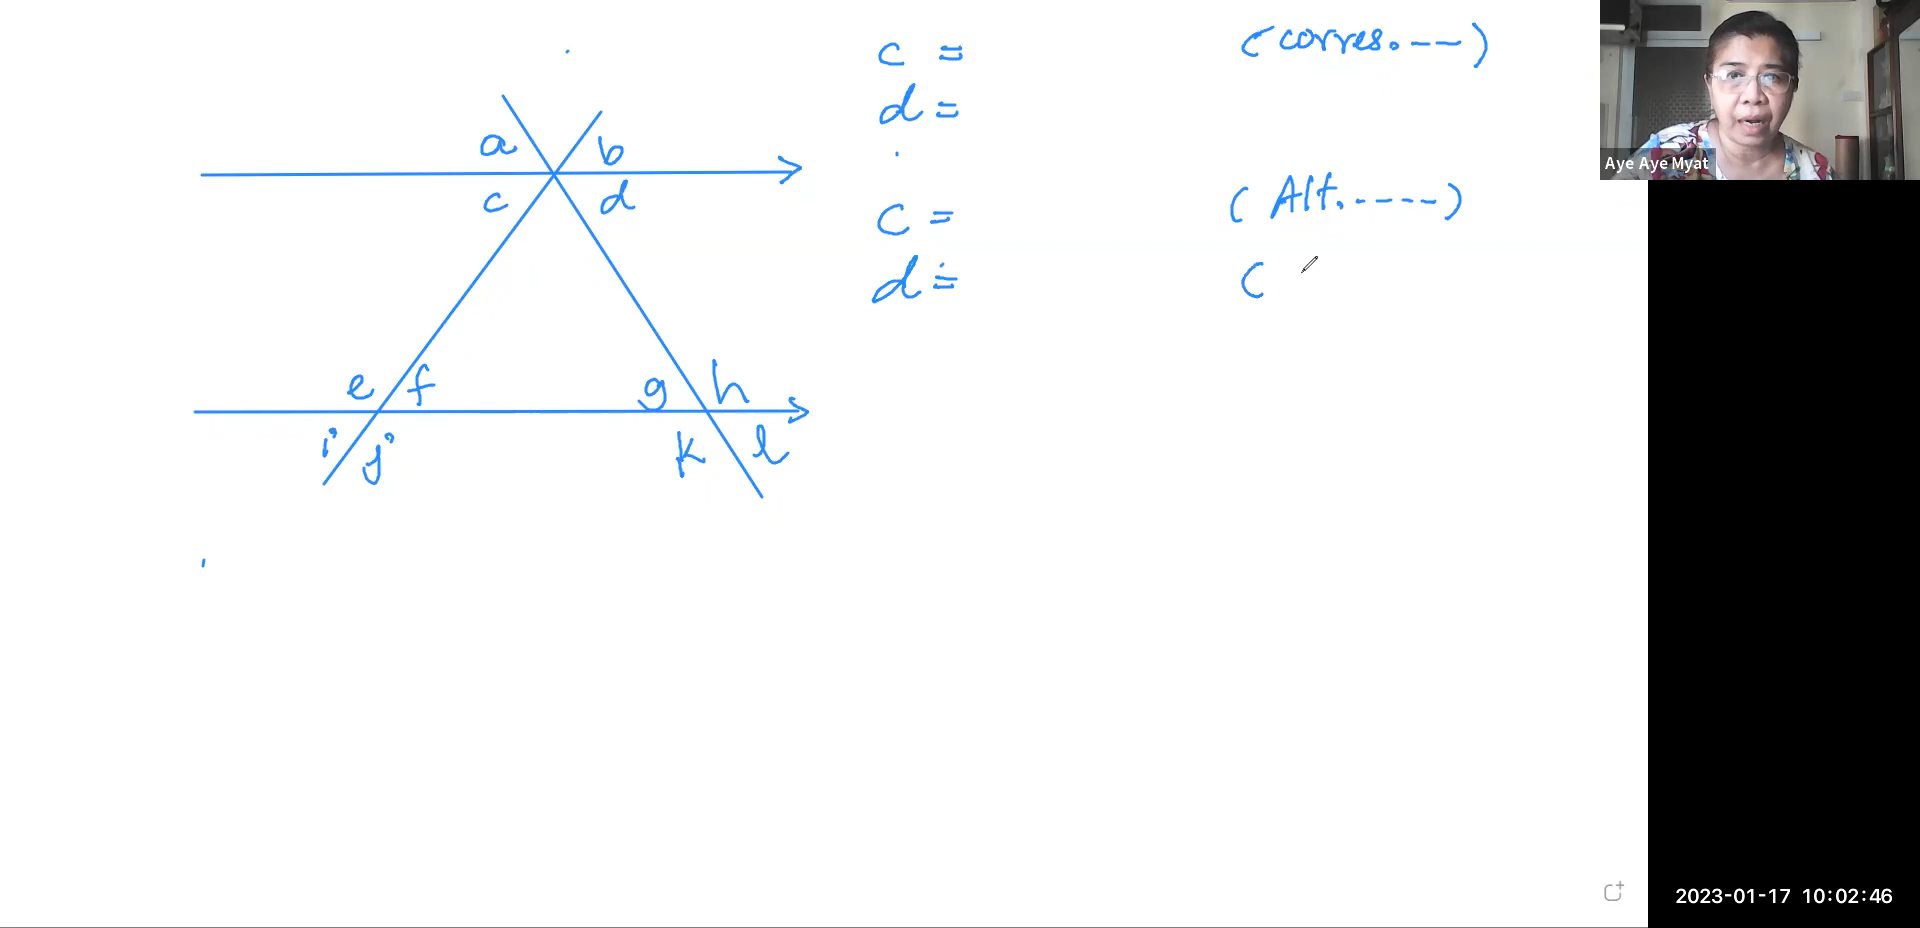 c = (corres. --)
d =
c = (Alt. ----)
d = (
a b
c d
e f g h
i j k l
Aye Aye Myat
2023-01-17 10:02:46